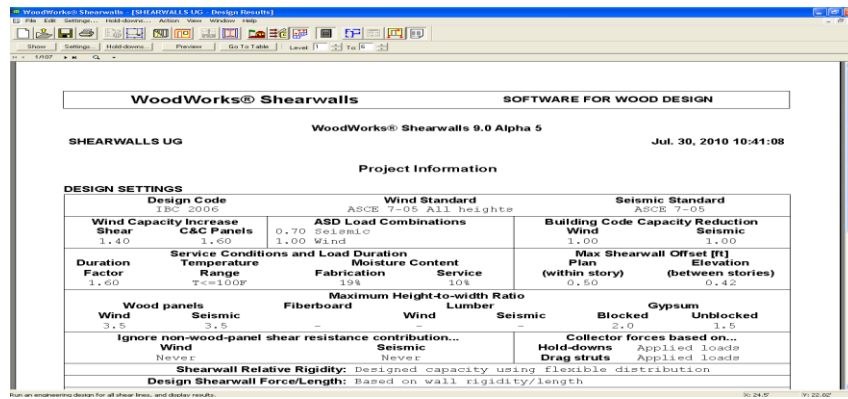 WoodWorks® Shearwalls - [SHEARWALLS UG - Design Results]
File Edit Settings... Hold-downs... Action View Window Help
Show Settings... Hold-downs... Preview Go To Table Level 1 To 6
1/107
WoodWorks® Shearwalls SOFTWARE FOR WOOD DESIGN
WoodWorks® Shearwalls 9.0 Alpha 5
SHEARWALLS UG Jul. 30, 2010 10:41:08
Project Information
DESIGN SETTINGS
Design Code Wind Standard Seismic Standard
IBC 2006 ASCE 7-05 All heights ASCE 7-05
Wind Capacity Increase ASD Load Combinations Building Code Capacity Reduction
Shear C&C Panels 0.70 Seismic Wind Seismic
1.40 1.60 1.00 Wind 1.00 1.00
Service Conditions and Load Duration Max Shearwall Offset [ft]
Duration Temperature Moisture Content Plan Elevation
Factor Range Fabrication Service (within story) (between stories)
1.60 T<=100F 19% 10% 0.50 0.42
Maximum Height-to-width Ratio
Wood panels Fiberboard Lumber Gypsum
Wind Seismic Wind Seismic Blocked Unblocked
3.5 3.5 - - - 2.0 1.5
Ignore non-wood-panel shear resistance contribution... Collector forces based on...
Wind Seismic Hold-downs Applied loads
Never Never Drag struts Applied loads
Shearwall Relative Rigidity: Designed capacity using flexible distribution
Design Shearwall Force/Length: Based on wall rigidity/length
Run an engineering design for all shear lines, and display results. X: 24.5' Y: 22.82'